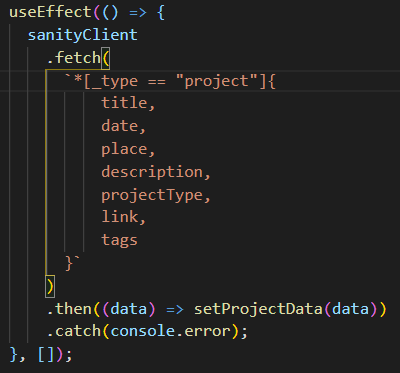 useEffect(() => {
  sanityClient
    .fetch(
      `*[_type == "project"]{
          title,
          date,
          place,
          description,
          projectType,
          link,
          tags
      }`
    )
    .then((data) => setProjectData(data))
    .catch(console.error);
}, []);